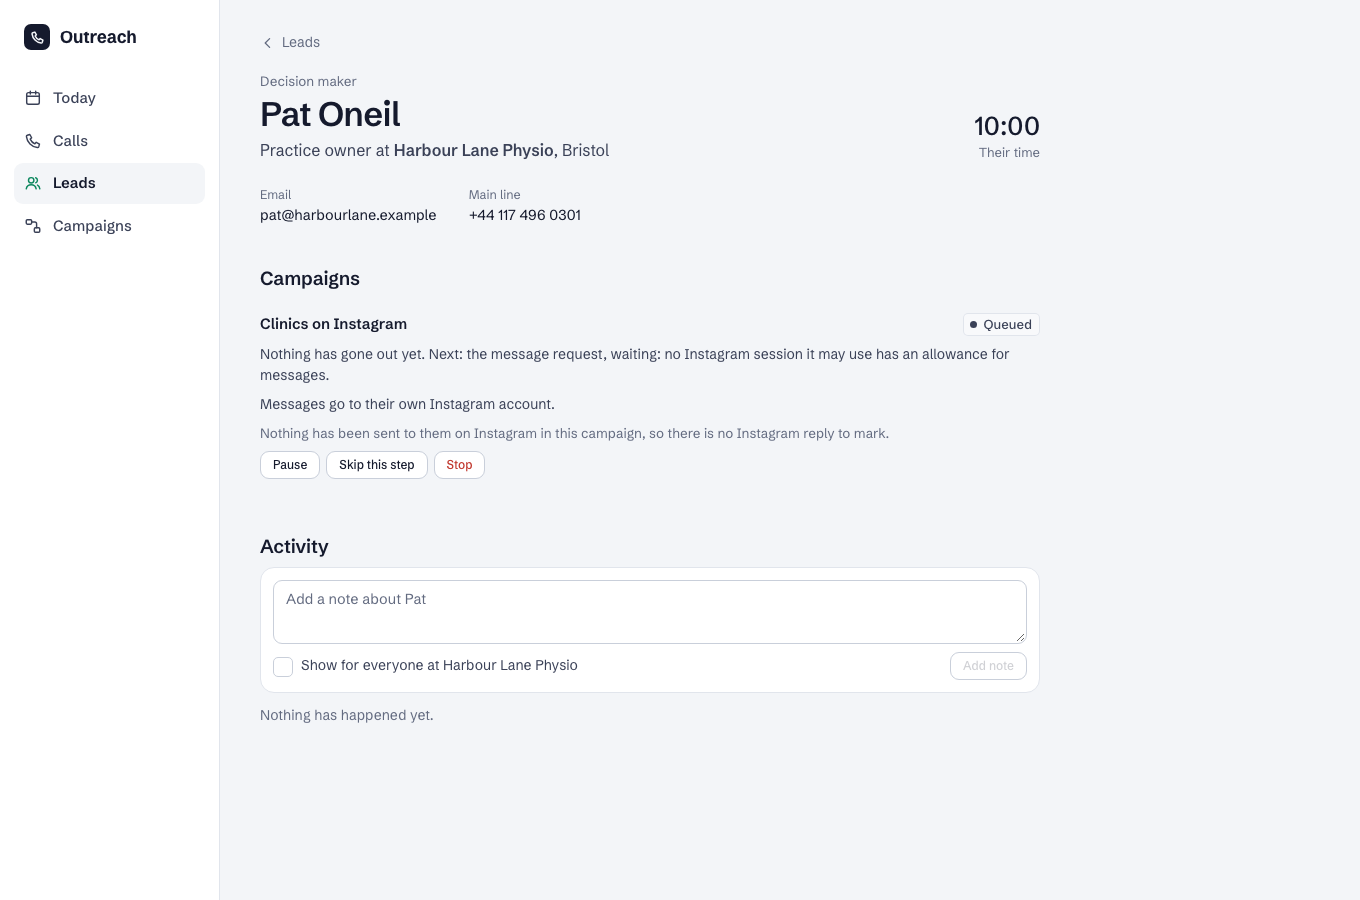 Outreach
Today
Calls
Leads
Campaigns
Leads
Decision maker
Pat Oneil
Practice owner at Harbour Lane Physio, Bristol
10:00
Their time
Email
pat@harbourlane.example
Main line
+44 117 496 0301
Campaigns
Clinics on Instagram
Queued
Nothing has gone out yet. Next: the message request, waiting: no Instagram session it may use has an allowance for
messages.
Messages go to their own Instagram account.
Nothing has been sent to them on Instagram in this campaign, so there is no Instagram reply to mark.
Pause
Skip this step
Stop
Activity
Add a note about Pat
Show for everyone at Harbour Lane Physio
Add note
Nothing has happened yet.